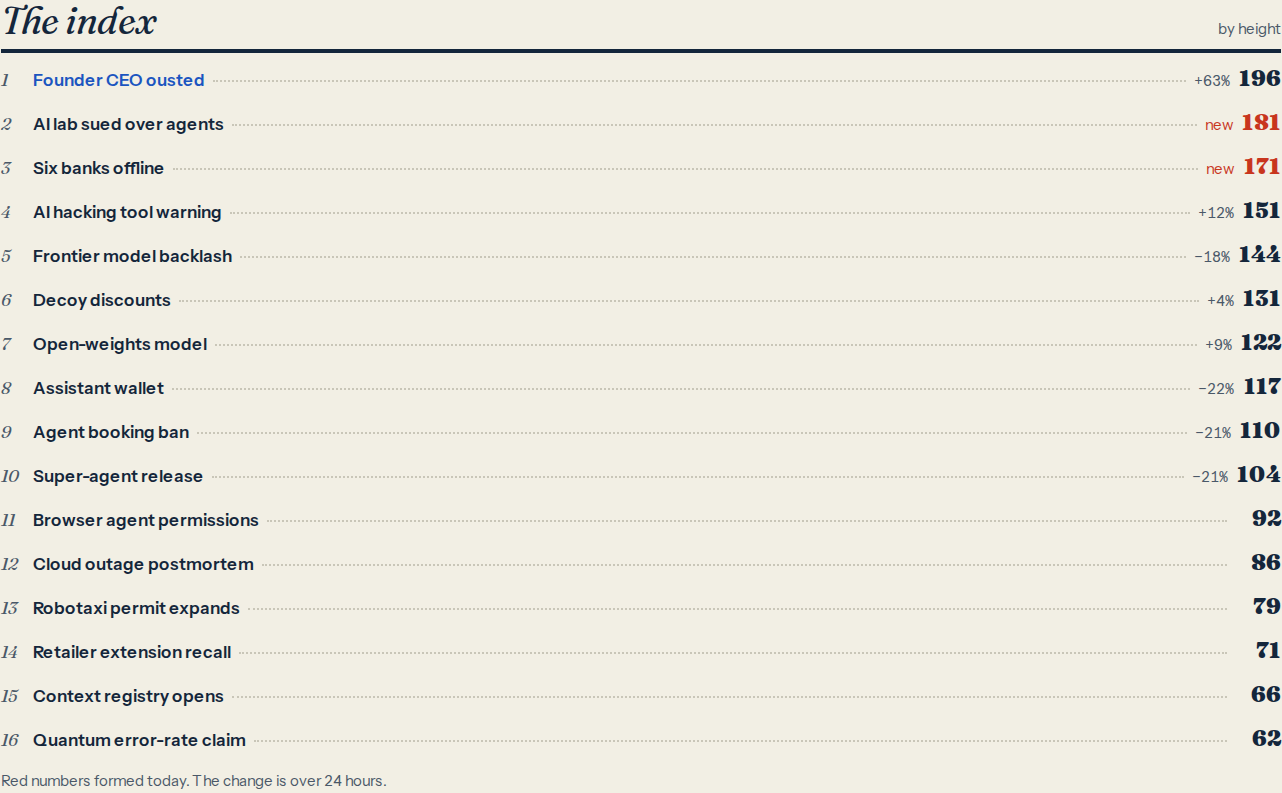 The index
by height
1 Founder CEO ousted +63% 196
2 AI lab sued over agents new 181
3 Six banks offline new 171
4 AI hacking tool warning +12% 151
5 Frontier model backlash −18% 144
6 Decoy discounts +4% 131
7 Open-weights model +9% 122
8 Assistant wallet −22% 117
9 Agent booking ban −21% 110
10 Super-agent release −21% 104
11 Browser agent permissions 92
12 Cloud outage postmortem 86
13 Robotaxi permit expands 79
14 Retailer extension recall 71
15 Context registry opens 66
16 Quantum error-rate claim 62
Red numbers formed today. The change is over 24 hours.